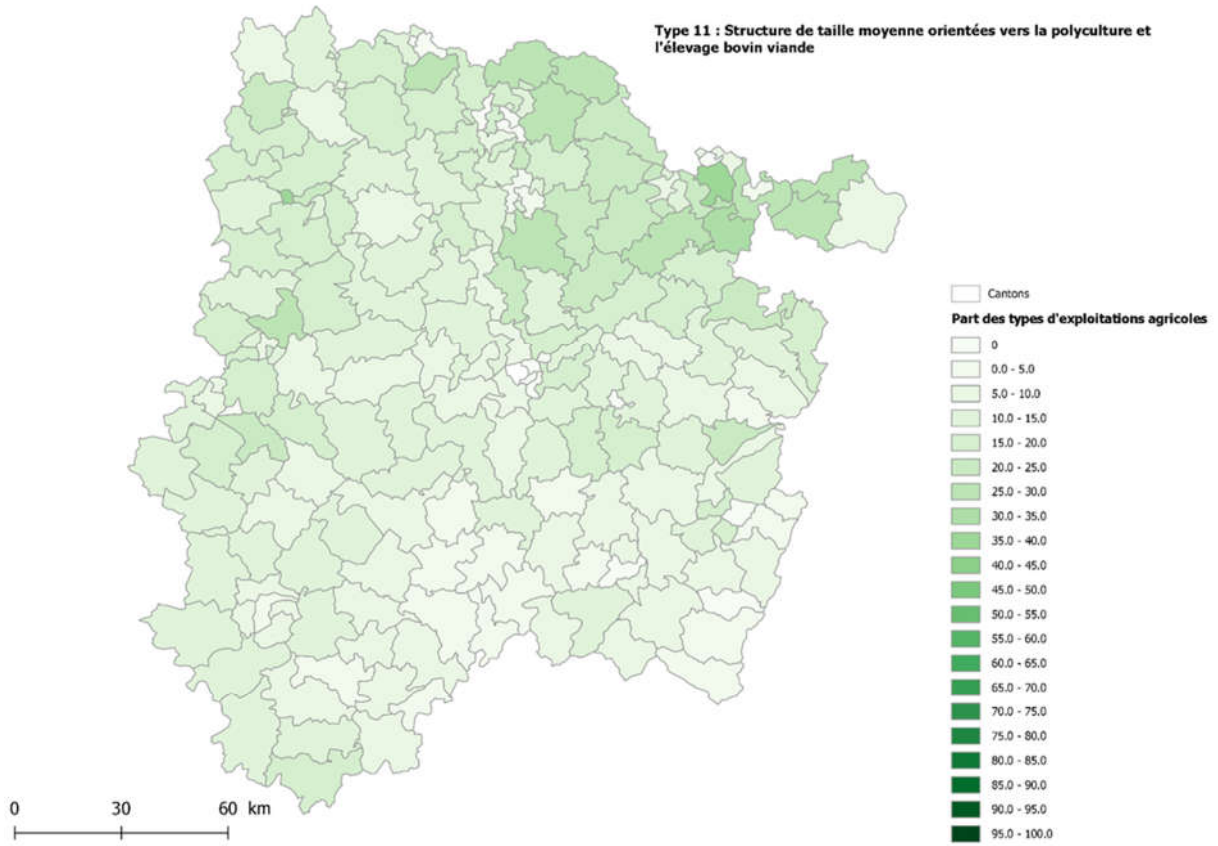 Type 11 : Structure de taille moyenne orientées vers la polyculture et
l'élevage bovin viande
Cantons
Part des types d'exploitations agricoles
0
0.0 - 5.0
5.0 - 10.0
10.0 - 15.0
15.0 - 20.0
20.0 - 25.0
25.0 - 30.0
30.0 - 35.0
35.0 - 40.0
40.0 - 45.0
45.0 - 50.0
50.0 - 55.0
55.0 - 60.0
60.0 - 65.0
65.0 - 70.0
70.0 - 75.0
75.0 - 80.0
80.0 - 85.0
85.0 - 90.0
90.0 - 95.0
95.0 - 100.0
0 30 60 km